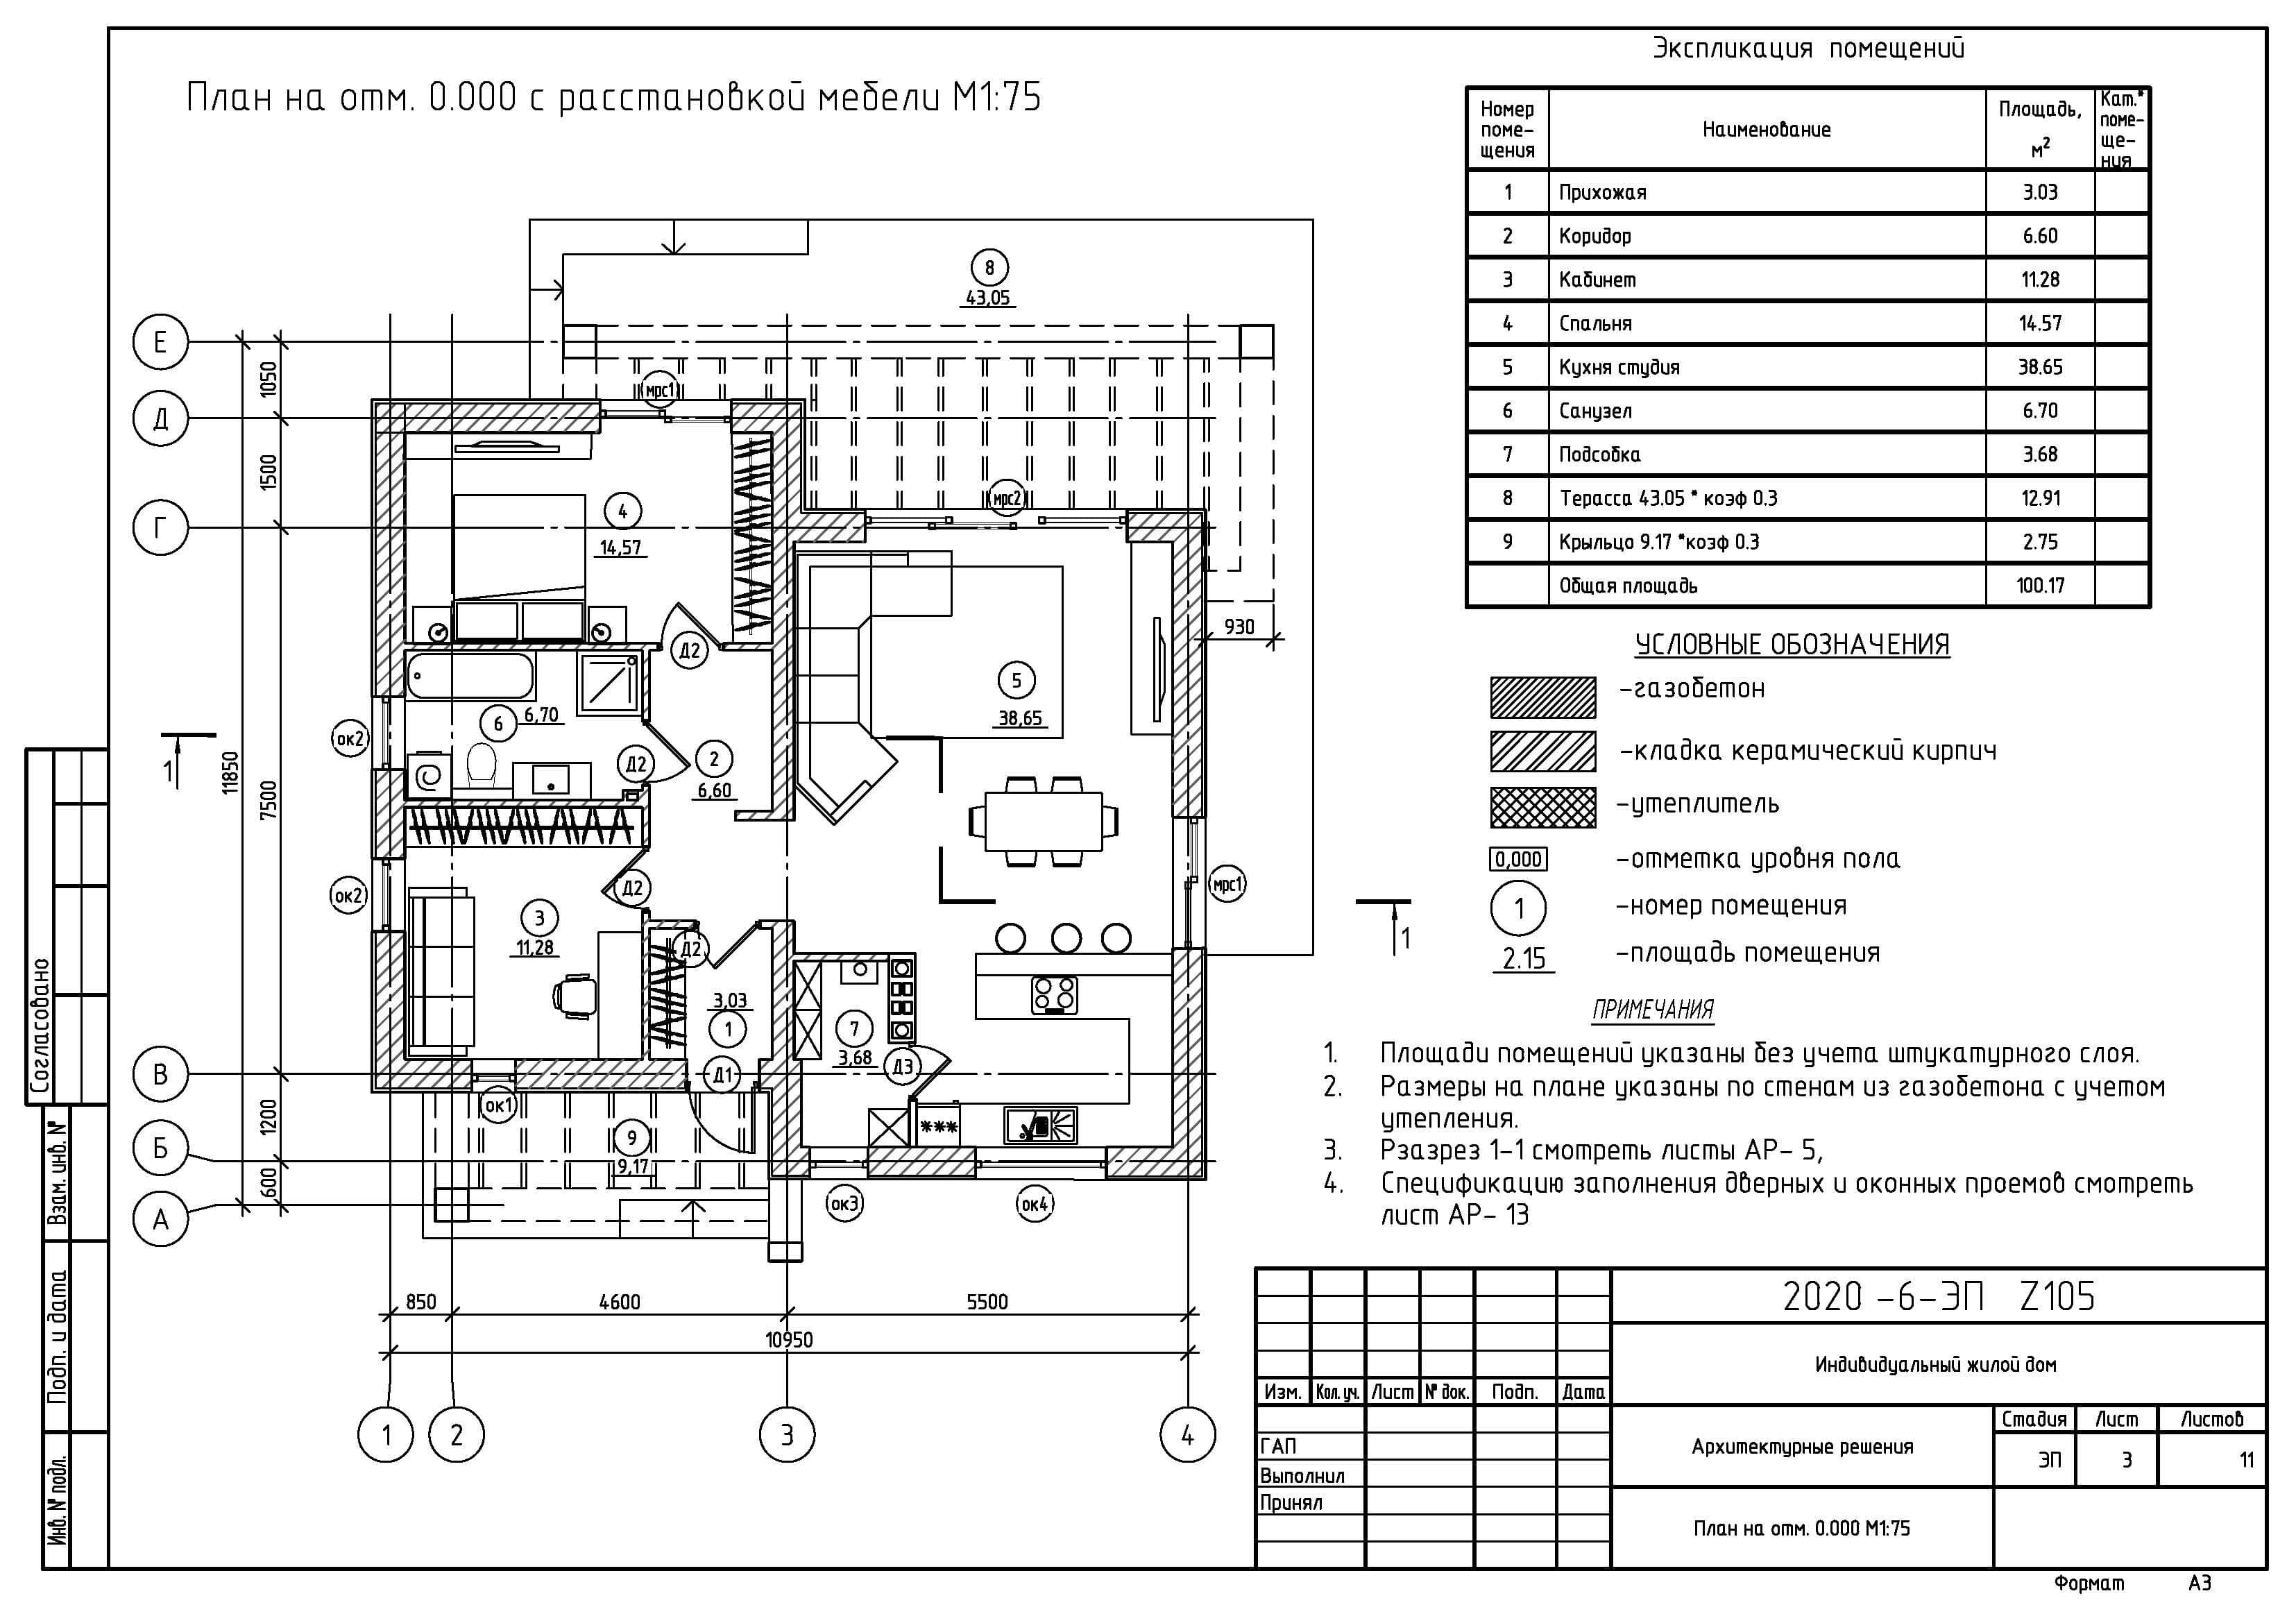 План на отм. 0.000 с расстановкой мебели М1:75
Экспликация помещений
Номер поме- щения
Наименование
Площадь, м2
Кат.* поме- ще- ния
1 Прихожая 3.03
2 Коридор 6.60
3 Кабинет 11.28
4 Спальня 14.57
5 Кухня студия 38.65
6 Санузел 6.70
7 Подсобка 3.68
8 Терасса 43.05 * коэф 0.3 12.91
9 Крыльцо 9.17 *коэф 0.3 2.75
Общая площадь 100.17
УСЛОВНЫЕ ОБОЗНАЧЕНИЯ
-газобетон
-кладка керамический кирпич
-утеплитель
0,000 -отметка уровня пола
1 -номер помещения
2.15 -площадь помещения
ПРИМЕЧАНИЯ
1. Площади помещений указаны без учета штукатурного слоя.
2. Размеры на плане указаны по стенам из газобетона с учетом
утепления.
3. Рзазрез 1-1 смотреть листы АР- 5,
4. Спецификацию заполнения дверных и оконных проемов смотреть
лист АР- 13
8
43,05
Е
Д
Г
В
Б
А
1050
1500
7500
1200
600
11850
мрс1
мрс2
4
14,57
Д2
930
5
38,65
6
6,70
ок2
Д2
2
6,60
1
1
мрс1
ок2
Д2
3
11,28
Д2
3,03
1
7
3,68
Д3
Д1
ок1
9
9,17
***
ок3
ок4
850
4600
5500
10950
1
2
3
4
Согласовано
Взам. инв. №
Подп. и дата
Инв. № подл.
2020 -6-ЭП Z105
Индивидуальный жилой дом
Изм. Кол. уч. Лист № док. Подп. Дата
ГАП
Выполнил
Принял
Архитектурные решения
Стадия Лист Листов
ЭП 3 11
План на отм. 0.000 М1:75
Формат А3